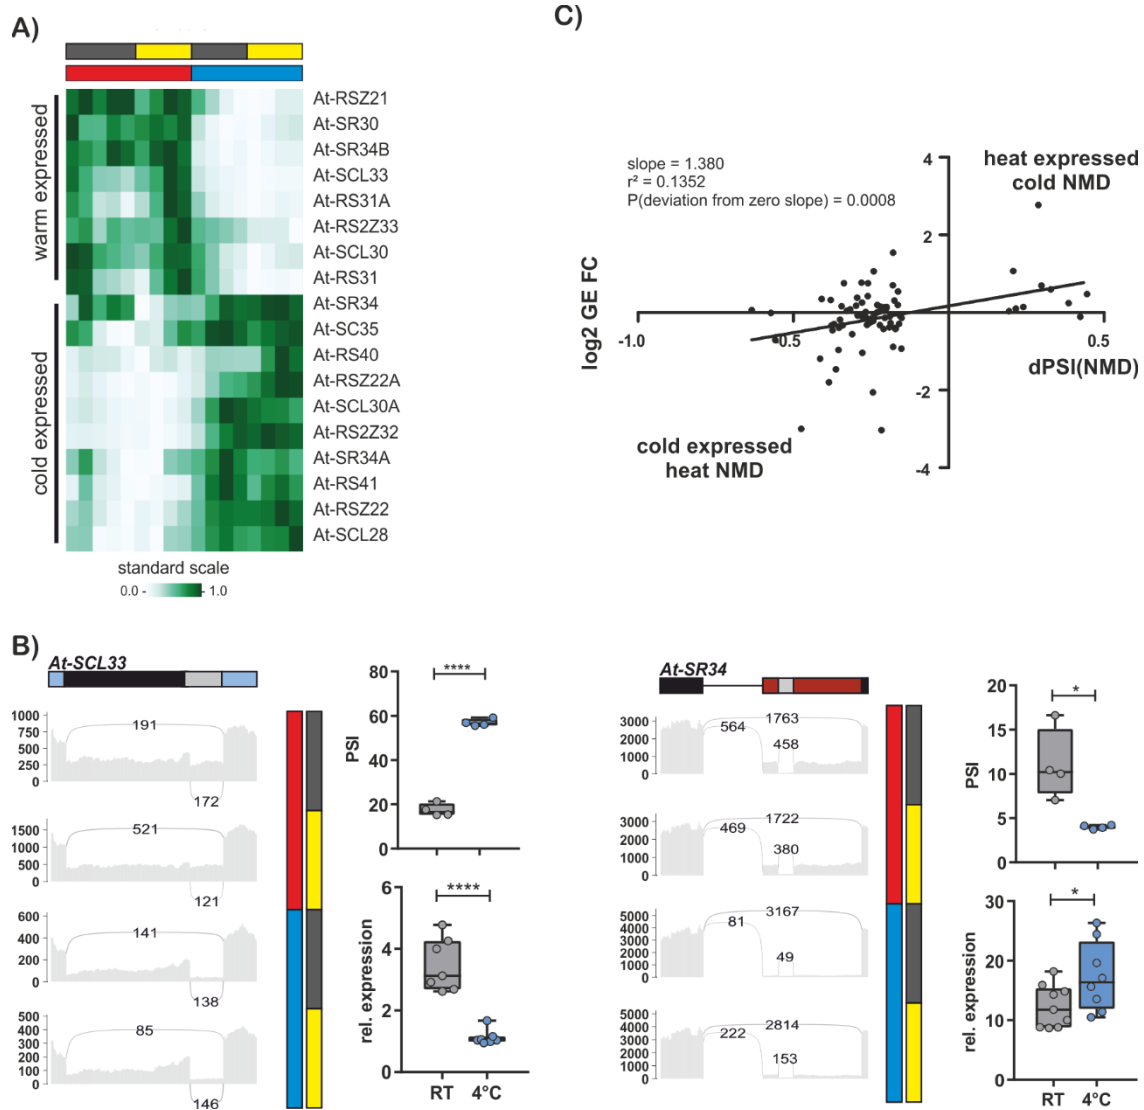 A)
warm expressed
cold expressed
At-RSZ21
At-SR30
At-SR34B
At-SCL33
At-RS31A
At-RS2Z33
At-SCL30
At-RS31
At-SR34
At-SC35
At-RS40
At-RSZ22A
At-SCL30A
At-RS2Z32
At-SR34A
At-RS41
At-RSZ22
At-SCL28
standard scale
0.0 - - 1.0
C)
slope = 1.380
r² = 0.1352
P(deviation from zero slope) = 0.0008
heat expressed
cold NMD
cold expressed
heat NMD
log2 GE FC
dPSI(NMD)
4
2
-2
-4
-1.0
-0.5
0.5
B)
At-SCL33
1000
750
500
250
0
191
172
1500
1000
500
0
521
121
600
400
200
0
141
138
500
400
300
200
100
0
85
146
PSI
80
60
40
20
0
****
rel. expression
6
4
2
0
****
RT 4°C
At-SR34
3000
2000
1000
0
564
1763
458
3000
2000
1000
0
469
1722
380
5000
4000
3000
2000
1000
0
81
3167
49
5000
4000
3000
2000
1000
0
222
2814
153
PSI
20
15
10
5
0
*
rel. expression
30
20
10
0
*
RT 4°C